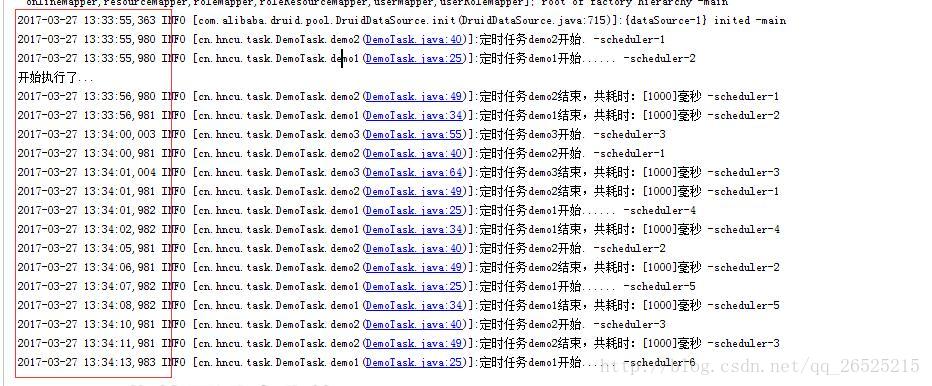 onlineMapper,resourceMapper,roleMapper,roleResourceMapper,userMapper,userRoleMapper]; root of factory hierarchy -main
2017-03-27 13:33:55,363 INFO [com.alibaba.druid.pool.DruidDataSource.init(DruidDataSource.java:715)]:{dataSource-1} inited -main
2017-03-27 13:33:55,980 INFO [cn.hncu.task.DemoTask.demo2(DemoTask.java:40)]:定时任务demo2开始. -scheduler-1
2017-03-27 13:33:55,980 INFO [cn.hncu.task.DemoTask.demo1(DemoTask.java:25)]:定时任务demo1开始...... -scheduler-2
开始执行了...
2017-03-27 13:33:56,980 INFO [cn.hncu.task.DemoTask.demo2(DemoTask.java:49)]:定时任务demo2结束，共耗时：[1000]毫秒 -scheduler-1
2017-03-27 13:33:56,981 INFO [cn.hncu.task.DemoTask.demo1(DemoTask.java:34)]:定时任务demo1结束，共耗时：[1000]毫秒 -scheduler-2
2017-03-27 13:34:00,003 INFO [cn.hncu.task.DemoTask.demo3(DemoTask.java:55)]:定时任务demo3开始. -scheduler-3
2017-03-27 13:34:00,981 INFO [cn.hncu.task.DemoTask.demo2(DemoTask.java:40)]:定时任务demo2开始. -scheduler-1
2017-03-27 13:34:01,004 INFO [cn.hncu.task.DemoTask.demo3(DemoTask.java:64)]:定时任务demo3结束，共耗时：[1000]毫秒 -scheduler-3
2017-03-27 13:34:01,981 INFO [cn.hncu.task.DemoTask.demo2(DemoTask.java:49)]:定时任务demo2结束，共耗时：[1000]毫秒 -scheduler-1
2017-03-27 13:34:01,982 INFO [cn.hncu.task.DemoTask.demo1(DemoTask.java:25)]:定时任务demo1开始...... -scheduler-4
2017-03-27 13:34:02,982 INFO [cn.hncu.task.DemoTask.demo1(DemoTask.java:34)]:定时任务demo1结束，共耗时：[1000]毫秒 -scheduler-4
2017-03-27 13:34:05,981 INFO [cn.hncu.task.DemoTask.demo2(DemoTask.java:40)]:定时任务demo2开始. -scheduler-2
2017-03-27 13:34:06,981 INFO [cn.hncu.task.DemoTask.demo2(DemoTask.java:49)]:定时任务demo2结束，共耗时：[1000]毫秒 -scheduler-2
2017-03-27 13:34:07,982 INFO [cn.hncu.task.DemoTask.demo1(DemoTask.java:25)]:定时任务demo1开始...... -scheduler-5
2017-03-27 13:34:08,982 INFO [cn.hncu.task.DemoTask.demo1(DemoTask.java:34)]:定时任务demo1结束，共耗时：[1000]毫秒 -scheduler-5
2017-03-27 13:34:10,981 INFO [cn.hncu.task.DemoTask.demo2(DemoTask.java:40)]:定时任务demo2开始. -scheduler-3
2017-03-27 13:34:11,981 INFO [cn.hncu.task.DemoTask.demo2(DemoTask.java:49)]:定时任务demo2结束，共耗时：[1000]毫秒 -scheduler-3
2017-03-27 13:34:13,983 INFO [cn.hncu.task.DemoTask.demo1(DemoTask.java:25)]:定时任务demo1开始...... -scheduler-6
http://blog.csdn.net/qq_26525215